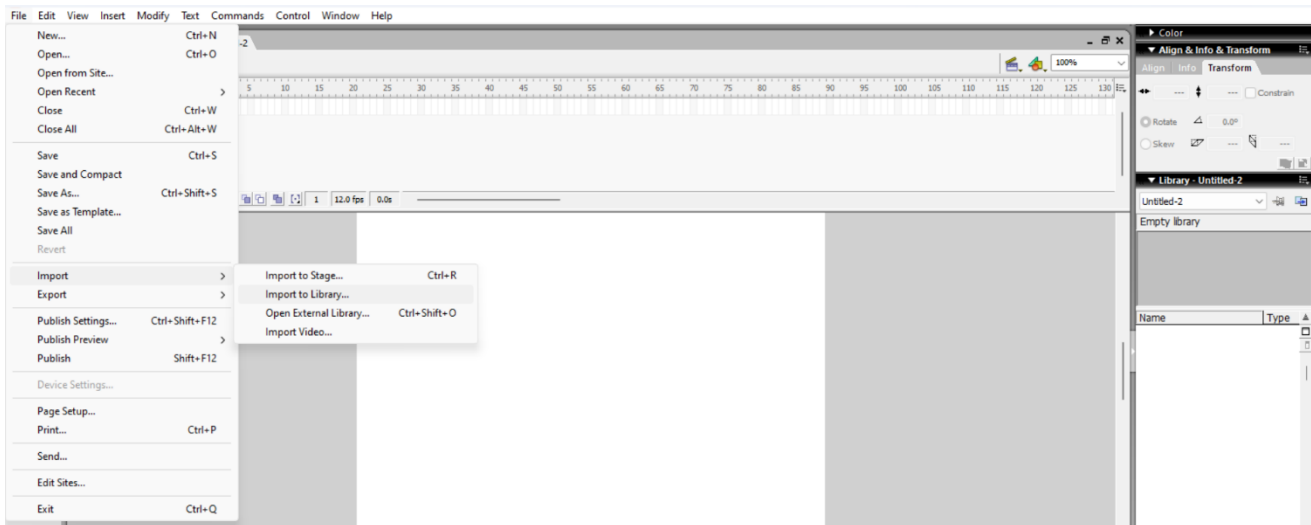 File Edit View Insert Modify Text Commands Control Window Help
New... Ctrl+N
Open... Ctrl+O
Open from Site...
Open Recent
Close Ctrl+W
Close All Ctrl+Alt+W
Save Ctrl+S
Save and Compact
Save As... Ctrl+Shift+S
Save as Template...
Save All
Revert
Import
Export
Publish Settings... Ctrl+Shift+F12
Publish Preview
Publish Shift+F12
Device Settings...
Page Setup...
Print... Ctrl+P
Send...
Edit Sites...
Exit Ctrl+Q
Import to Stage... Ctrl+R
Import to Library...
Open External Library... Ctrl+Shift+O
Import Video...
-2
100%
5 10 15 20 25 30 35 40 45 50 55 60 65 70 75 80 85 90 95 100 105 110 115 120 125 130
1 12.0 fps 0.0s
Color
Align & Info & Transform
Align Info Transform
--- --- Constrain
Rotate 0.0°
Skew --- ---
Library - Untitled-2
Untitled-2
Empty library
Name Type